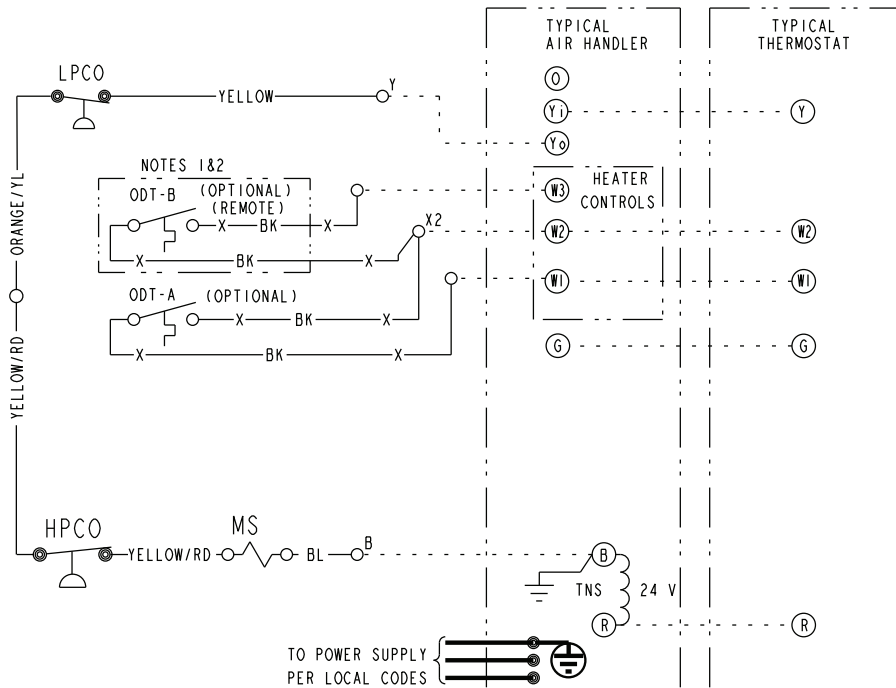 TYPICAL
AIR HANDLER
TYPICAL
THERMOSTAT
LPCO
YELLOW
Y
O
Yi
Y
Yo
NOTES 1&2
ODT-B
(OPTIONAL)
(REMOTE)
X
BK
X
X
BK
X
X2
HEATER
CONTROLS
W3
W2
W2
ORANGE/YL
ODT-A
(OPTIONAL)
X
BK
X
X
BK
X
W1
W1
G
G
YELLOW/RD
HPCO
YELLOW/RD
MS
BL
B
B
TNS
24 V
R
R
TO POWER SUPPLY
PER LOCAL CODES